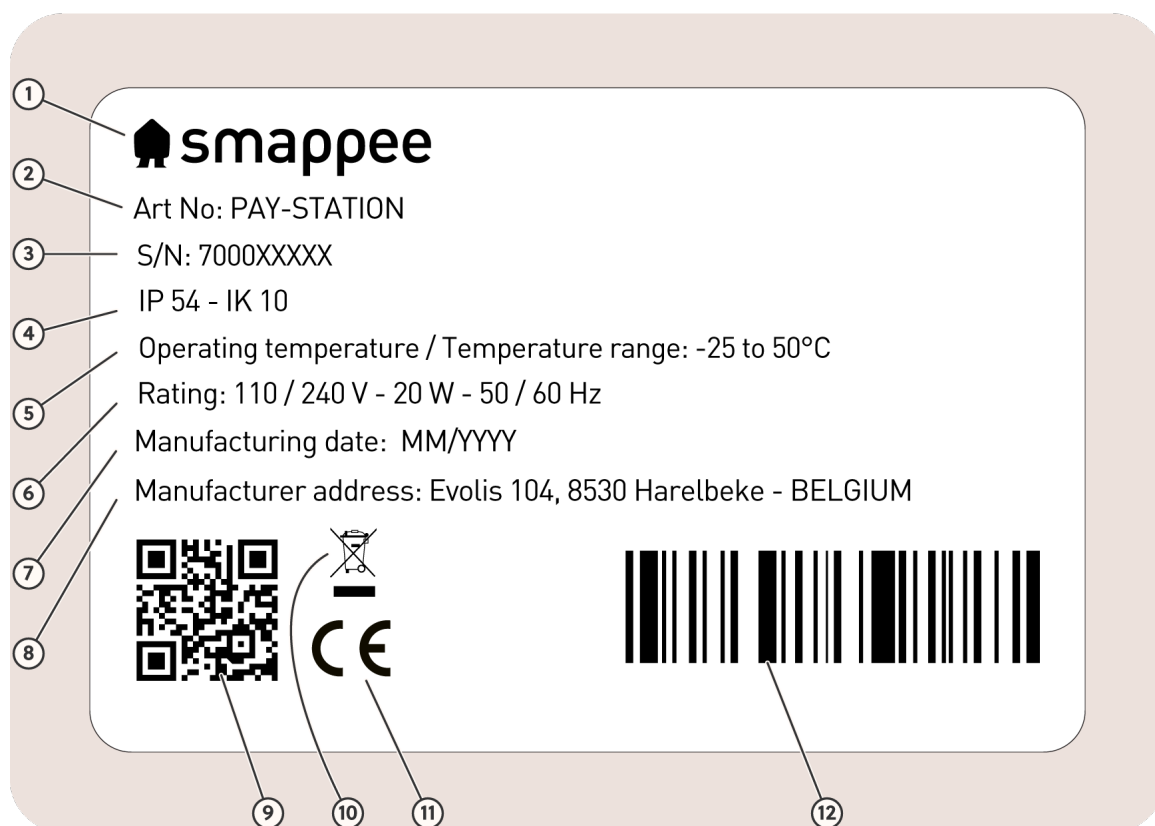 1
smappee
2
Art No: PAY-STATION
3
S/N: 7000XXXXX
IP 54 - IK 10
4
Operating temperature / Temperature range: -25 to 50°C
5
Rating: 110 / 240 V - 20 W - 50 / 60 Hz
6
Manufacturing date: MM/YYYY
Manufacturer address: Evolis 104, 8530 Harelbeke - BELGIUM
7
8
CE
9
10
11
12